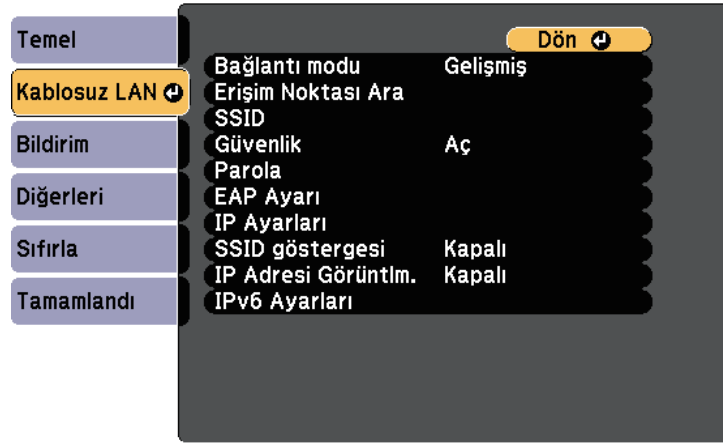 Temel
Kablosuz LAN
Bildirim
Diğerleri
Sıfırla
Tamamlandı
Dön
Bağlantı modu Gelişmiş
Erişim Noktası Ara
SSID
Güvenlik Aç
Parola
EAP Ayarı
IP Ayarları
SSID göstergesi Kapalı
IP Adresi Görüntlm. Kapalı
IPv6 Ayarları